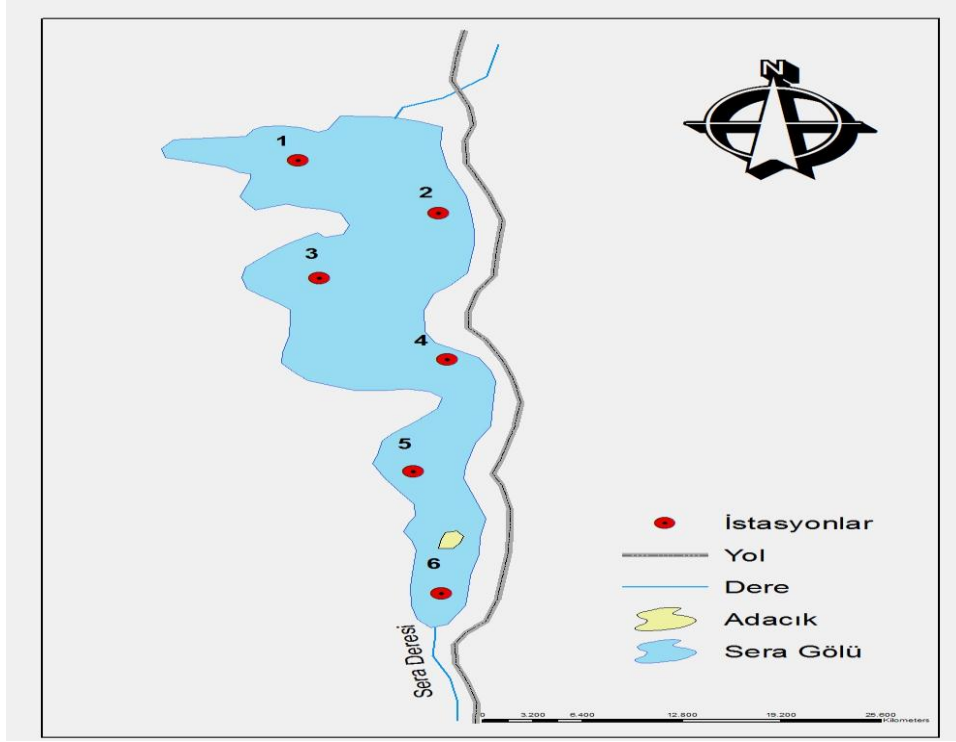 N
1
2
3
4
5
6
Sera Deresi
İstasyonlar
Yol
Dere
Adacık
Sera Gölü
0 3.200 6.400 12.800 19.200 25.600
Kilometers